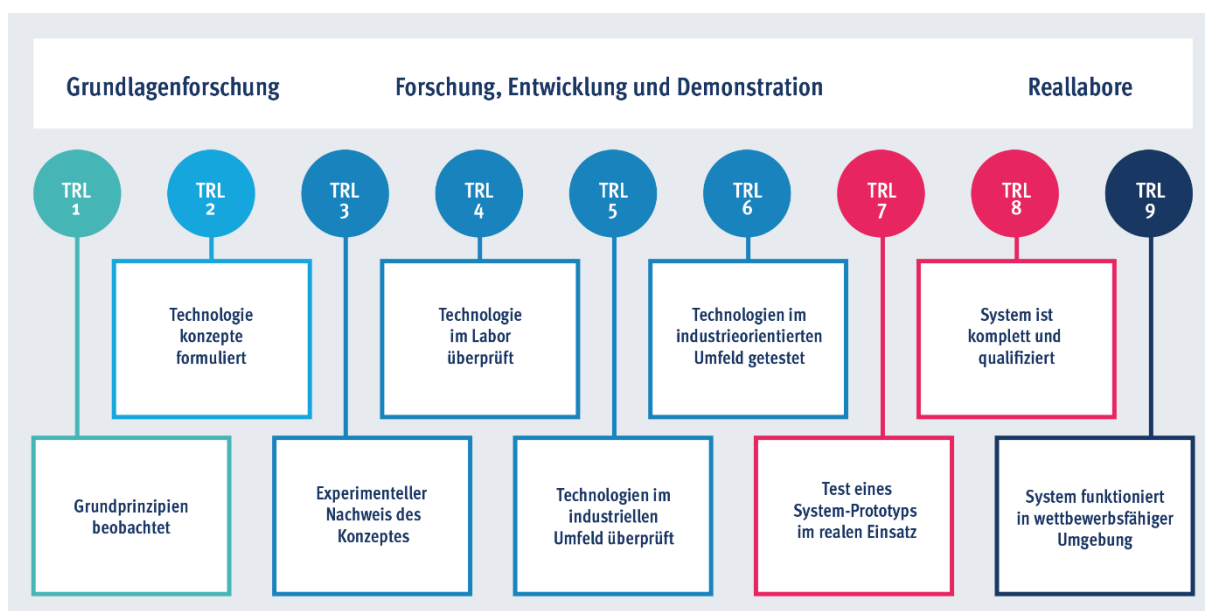 Grundlagenforschung
Forschung, Entwicklung und Demonstration
Reallabore
TRL
1
TRL
2
TRL
3
TRL
4
TRL
5
TRL
6
TRL
7
TRL
8
TRL
9
Technologie
konzepte
formuliert
Technologie
im Labor
überprüft
Technologien im
industrieorientierten
Umfeld getestet
System ist
komplett und
qualifiziert
Grundprinzipien
beobachtet
Experimenteller
Nachweis des
Konzeptes
Technologien im
industriellen
Umfeld überprüft
Test eines
System-Prototyps
im realen Einsatz
System funktioniert
in wettbewerbsfähiger
Umgebung